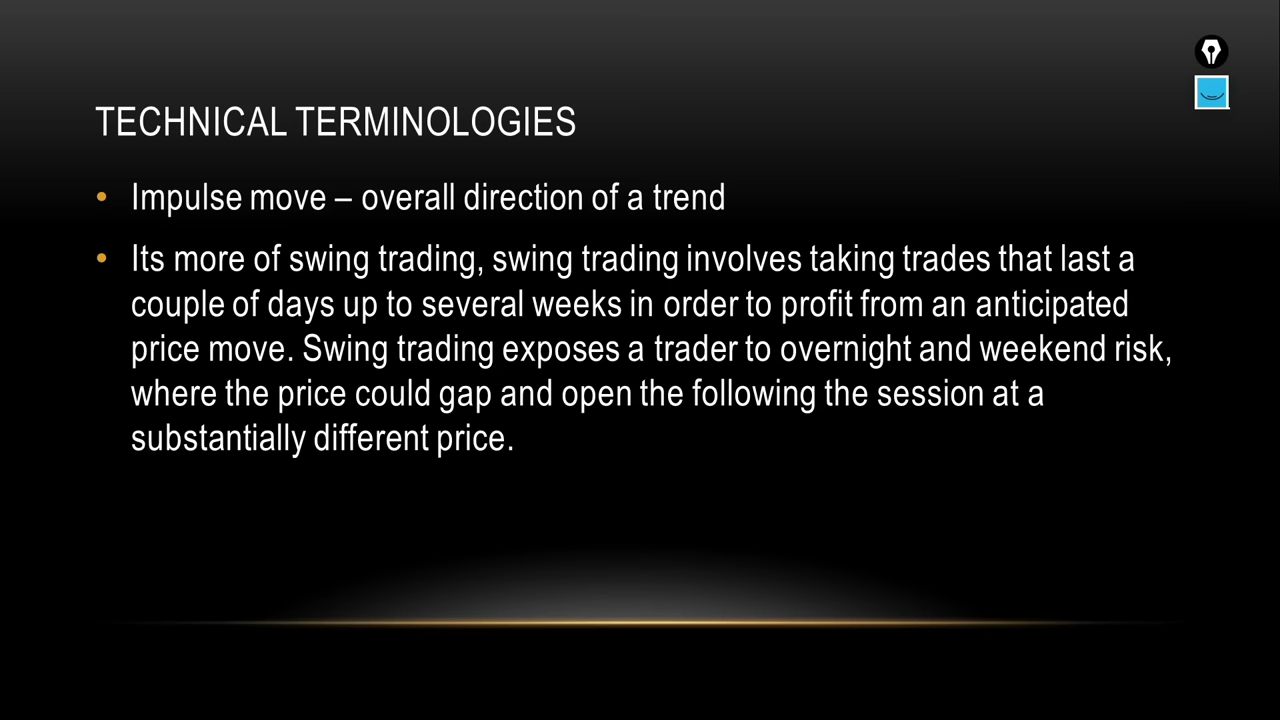 TECHNICAL TERMINOLOGIES
• Impulse move – overall direction of a trend
• Its more of swing trading, swing trading involves taking trades that last a
couple of days up to several weeks in order to profit from an anticipated
price move. Swing trading exposes a trader to overnight and weekend risk,
where the price could gap and open the following the session at a
substantially different price.